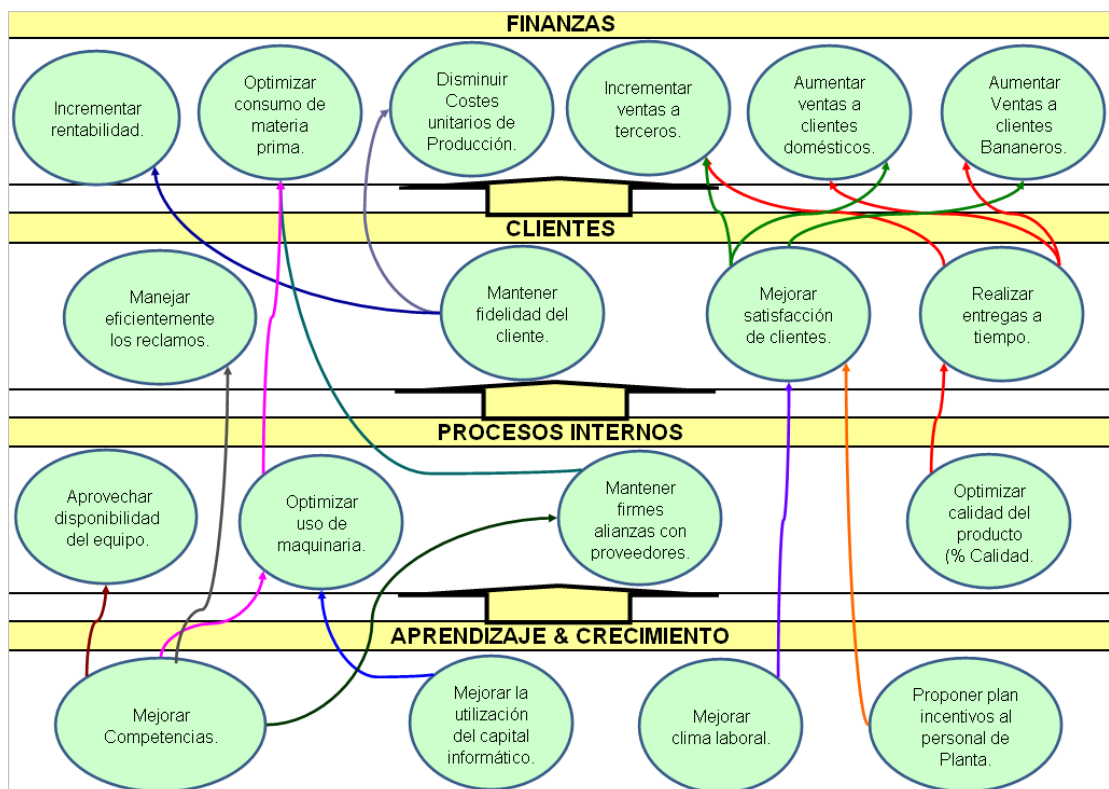 FINANZAS
Incrementar
rentabilidad.
Optimizar
consumo de
materia
prima.
Disminuir
Costes
unitarios de
Producción.
Incrementar
ventas a
terceros.
Aumentar
ventas a
clientes
domésticos.
Aumentar
Ventas a
clientes
Bananeros.
CLIENTES
Manejar
eficientemente
los reclamos.
Mantener
fidelidad del
cliente.
Mejorar
satisfacción
de clientes.
Realizar
entregas a
tiempo.
PROCESOS INTERNOS
Aprovechar
disponibilidad
del equipo.
Optimizar
uso de
maquinaria.
Mantener
firmes
alianzas con
proveedores.
Optimizar
calidad del
producto
(% Calidad.
APRENDIZAJE & CRECIMIENTO
Mejorar
Competencias.
Mejorar la
utilización
del capital
informático.
Mejorar
clima laboral.
Proponer plan
incentivos al
personal de
Planta.